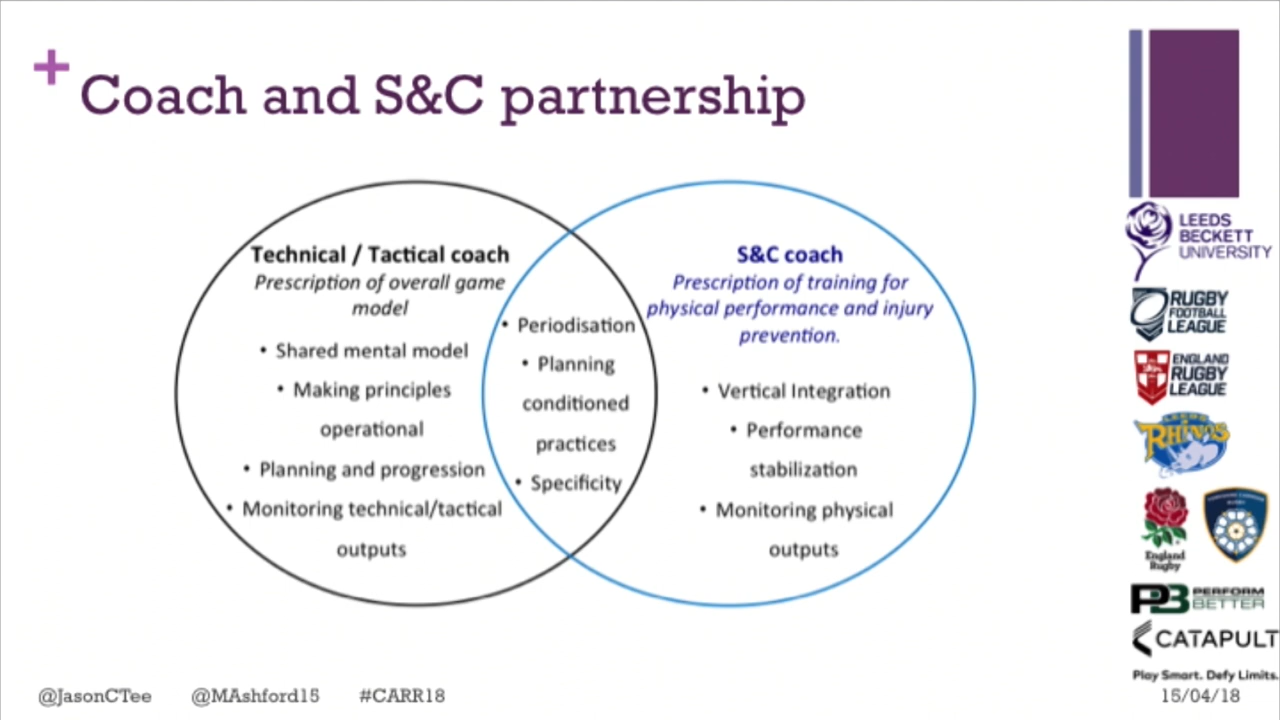 +
Coach and S&C partnership
Technical / Tactical coach
Prescription of overall game
model
• Shared mental model
• Making principles
operational
• Planning and progression
• Monitoring technical/tactical
outputs
• Periodisation
• Planning
conditioned
practices
• Specificity
S&C coach
Prescription of training for
physical performance and injury
prevention.
• Vertical Integration
• Performance
stabilization
• Monitoring physical
outputs
LEEDS
BECKETT
UNIVERSITY
RUGBY
FOOTBALL
LEAGUE
ENGLAND
RUGBY
LEAGUE
RHINOS
England
Rugby
PB PERFORM
BETTER
CATAPULT
Play Smart. Defy Limits.
@JasonCTee
@MAshford15
#CARR18
15/04/18